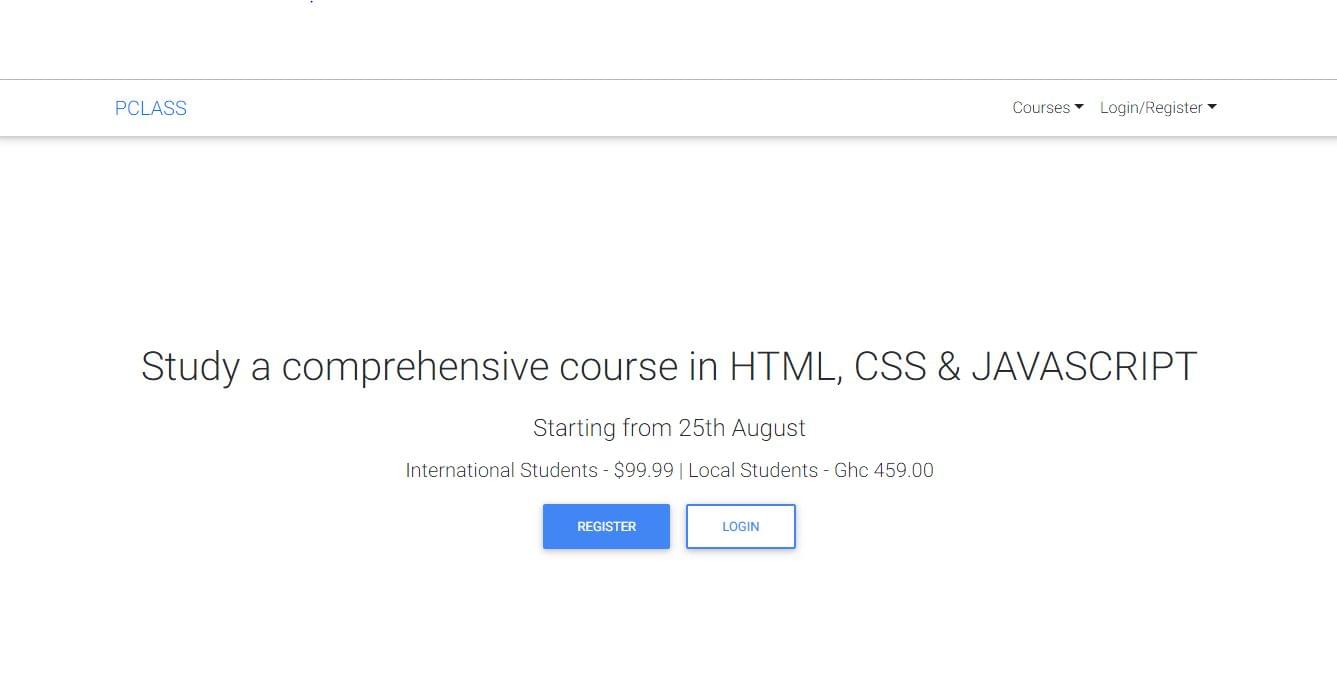 PCLASS Courses Login/Register
Study a comprehensive course in HTML, CSS & JAVASCRIPT
Starting from 25th August
International Students - $99.99 | Local Students - Ghc 459.00
REGISTER LOGIN